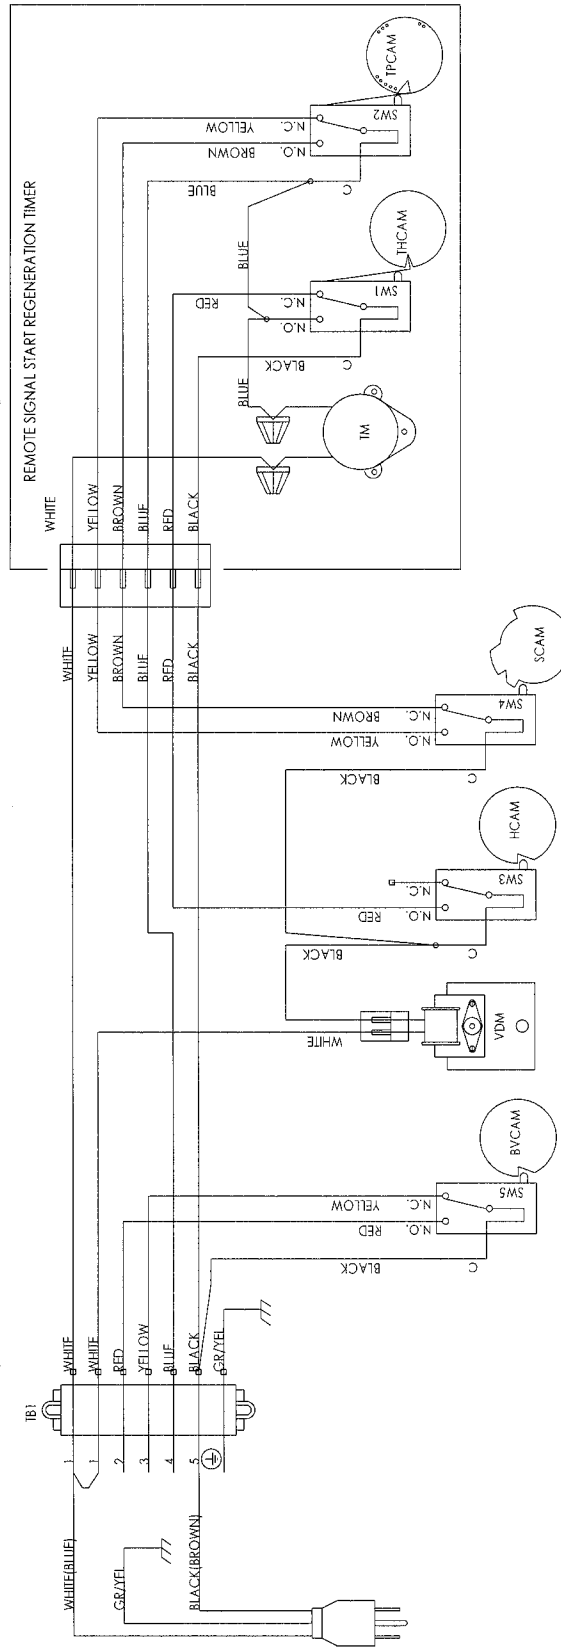 REMOTE SIGNAL START REGENERATION TIMER
TPCAM
SW2
N.C.
N.O.
C
YELLOW
BROWN
BLUE
THCAM
SW1
N.C.
N.O.
C
RED
BLUE
BLACK
BLUE
TM
WHITE
YELLOW
BROWN
BLUE
RED
BLACK
WHITE
YELLOW
BROWN
BLUE
RED
BLACK
SCAM
SW4
N.C.
N.O.
C
BROWN
YELLOW
BLACK
HCAM
SW3
N.C.
N.O.
C
RED
BLACK
VDM
WHITE
BVCAM
SW5
N.C.
N.O.
C
YELLOW
RED
BLACK
TB1
WHITE
WHITE
RED
YELLOW
BLUE
BLACK
GR/YEL
1
1
2
3
4
5
WHITE(BLUE)
GR/YEL
BLACK(BROWN)